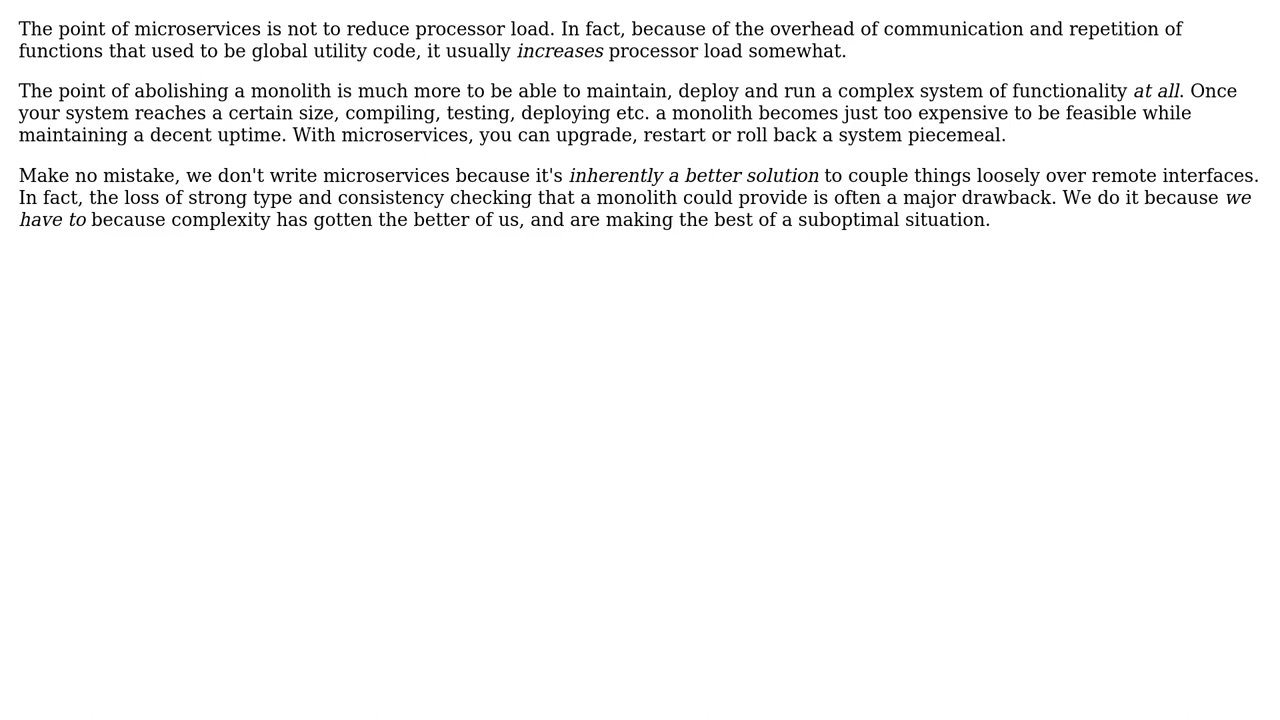 The point of microservices is not to reduce processor load. In fact, because of the overhead of communication and repetition of
functions that used to be global utility code, it usually increases processor load somewhat.
The point of abolishing a monolith is much more to be able to maintain, deploy and run a complex system of functionality at all. Once
your system reaches a certain size, compiling, testing, deploying etc. a monolith becomes just too expensive to be feasible while
maintaining a decent uptime. With microservices, you can upgrade, restart or roll back a system piecemeal.
Make no mistake, we don't write microservices because it's inherently a better solution to couple things loosely over remote interfaces.
In fact, the loss of strong type and consistency checking that a monolith could provide is often a major drawback. We do it because we
have to because complexity has gotten the better of us, and are making the best of a suboptimal situation.